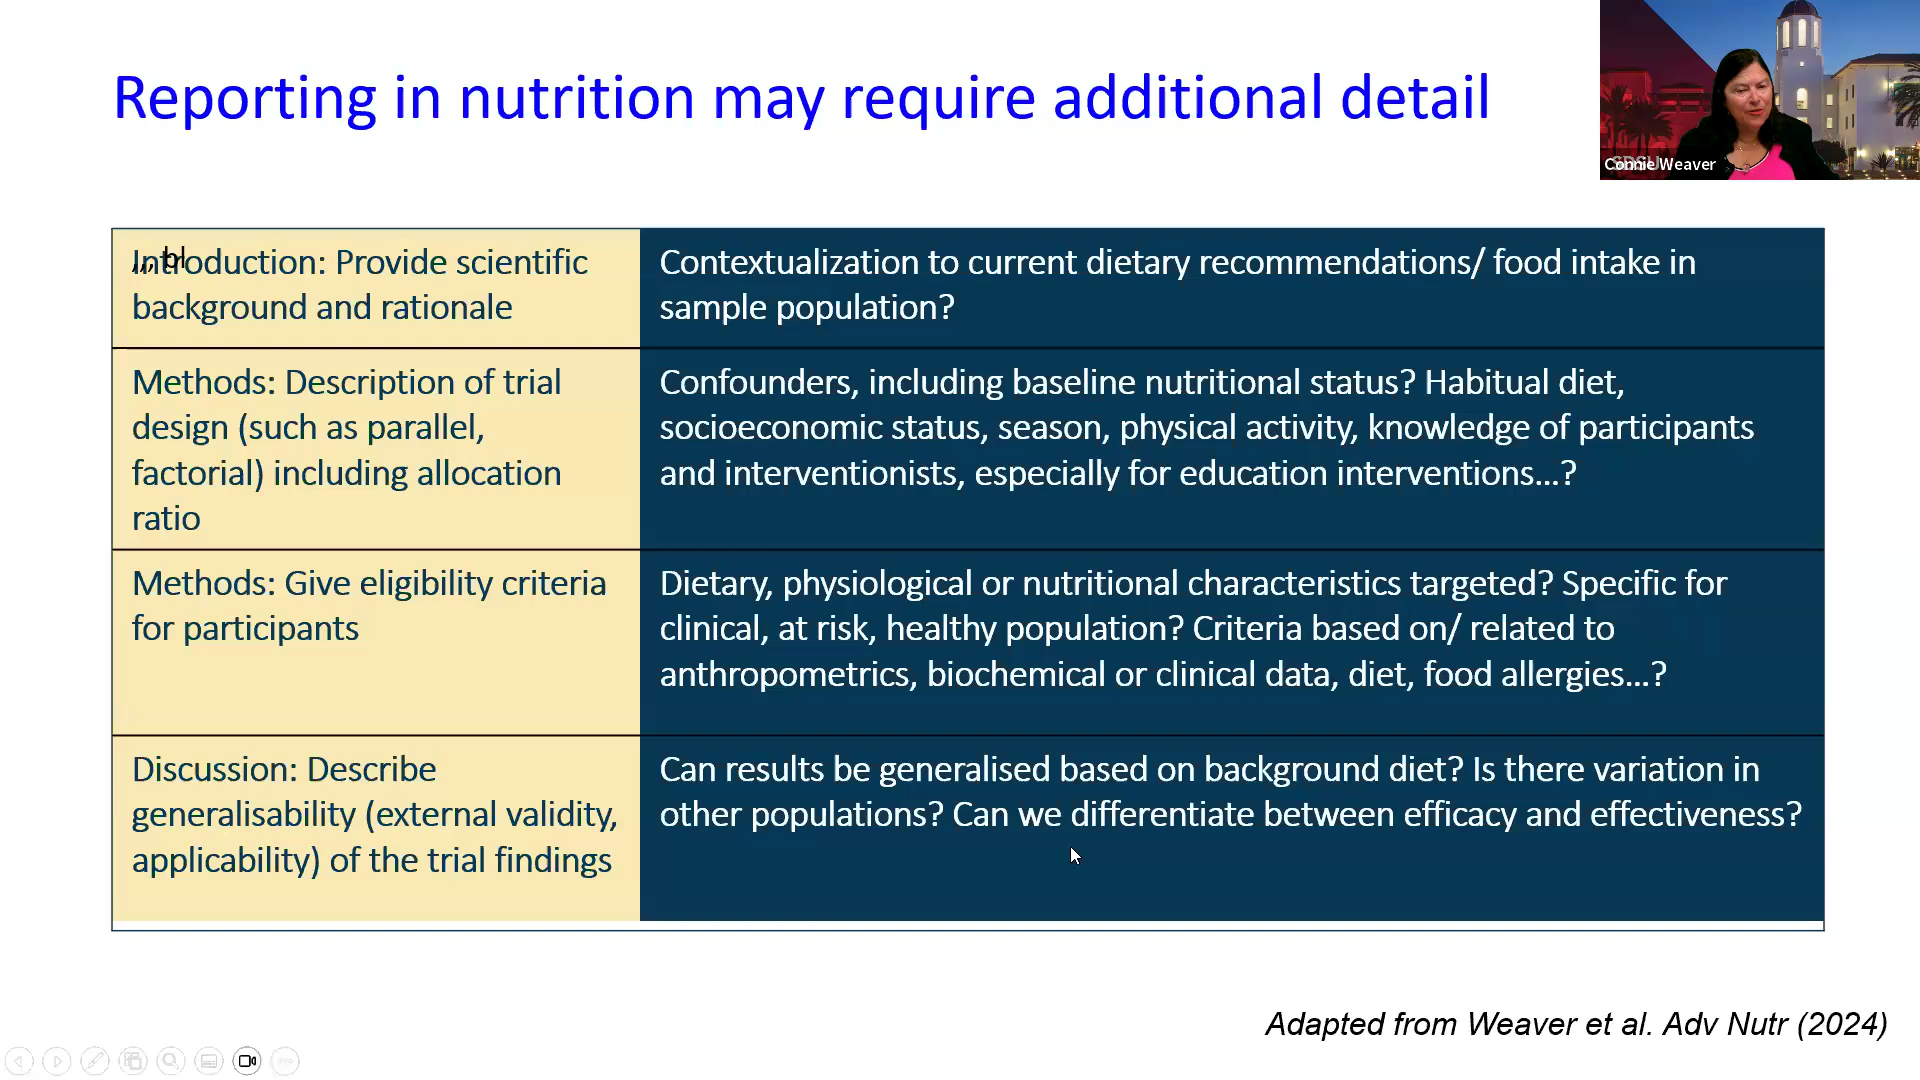 Reporting in nutrition may require additional detail
Connie Weaver
Introduction: Provide scientific
background and rationale
,,, bl
Contextualization to current dietary recommendations/ food intake in
sample population?
Methods: Description of trial
design (such as parallel,
factorial) including allocation
ratio
Confounders, including baseline nutritional status? Habitual diet,
socioeconomic status, season, physical activity, knowledge of participants
and interventionists, especially for education interventions...?
Methods: Give eligibility criteria
for participants
Dietary, physiological or nutritional characteristics targeted? Specific for
clinical, at risk, healthy population? Criteria based on/ related to
anthropometrics, biochemical or clinical data, diet, food allergies...?
Discussion: Describe
generalisability (external validity,
applicability) of the trial findings
Can results be generalised based on background diet? Is there variation in
other populations? Can we differentiate between efficacy and effectiveness?
Adapted from Weaver et al. Adv Nutr (2024)